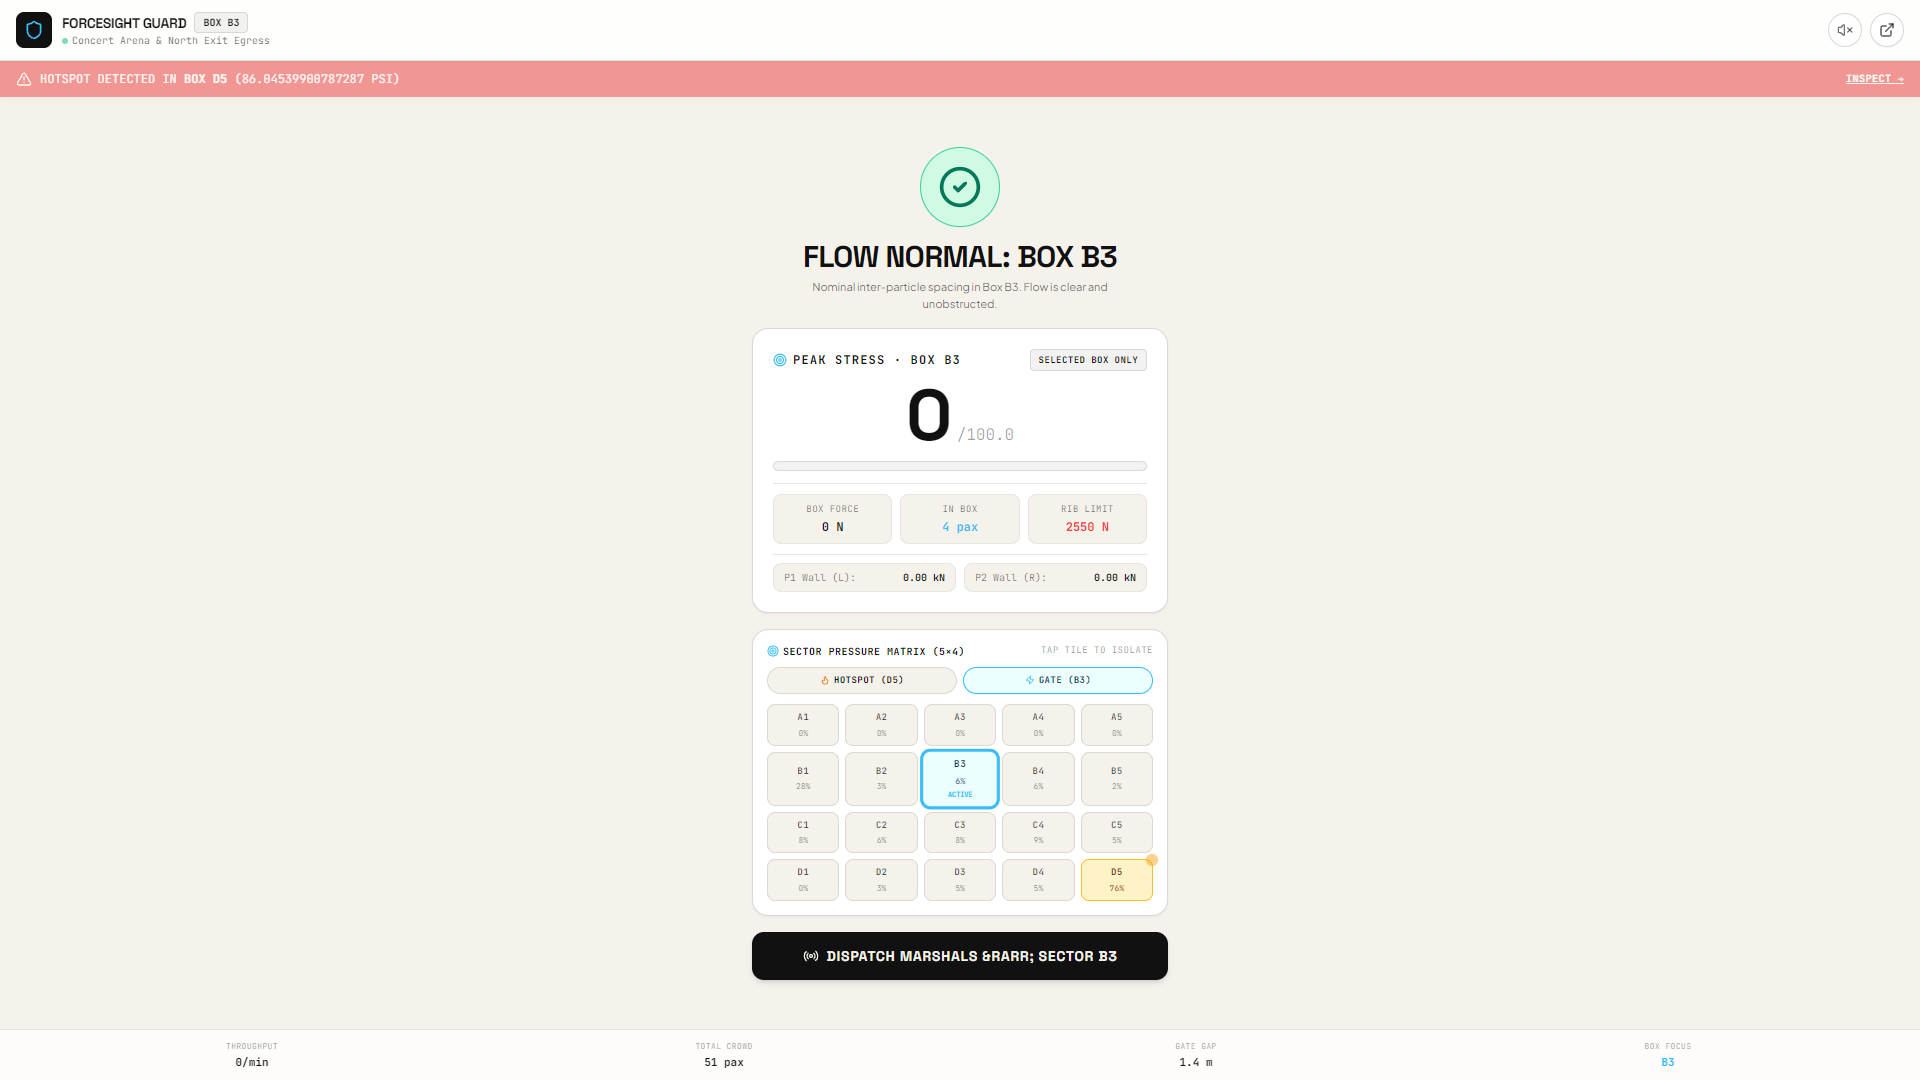 FORCESIGHT GUARD BOX B3
Concert Arena & North Exit Egress
HOTSPOT DETECTED IN BOX D5 (86.04539900787287 PSI)
INSPECT →
FLOW NORMAL: BOX B3
Nominal inter-particle spacing in Box B3. Flow is clear and
unobstructed.
PEAK STRESS · BOX B3
SELECTED BOX ONLY
0 /100.0
BOX FORCE
0 N
IN BOX
4 pax
RIB LIMIT
2550 N
P1 Wall (L): 0.00 kN
P2 Wall (R): 0.00 kN
SECTOR PRESSURE MATRIX (5×4)
TAP TILE TO ISOLATE
HOTSPOT (D5)
GATE (B3)
A1
0%
A2
0%
A3
0%
A4
0%
A5
0%
B1
28%
B2
3%
B3
6%
ACTIVE
B4
6%
B5
2%
C1
8%
C2
6%
C3
8%
C4
9%
C5
5%
D1
0%
D2
3%
D3
5%
D4
5%
D5
76%
DISPATCH MARSHALS &RARR; SECTOR B3
THROUGHPUT
0/min
TOTAL CROWD
51 pax
GATE GAP
1.4 m
BOX FOCUS
B3